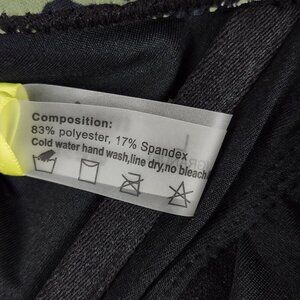 Composition:
83% polyester, 17% Spandex
Cold water hand wash,line dry,no bleach